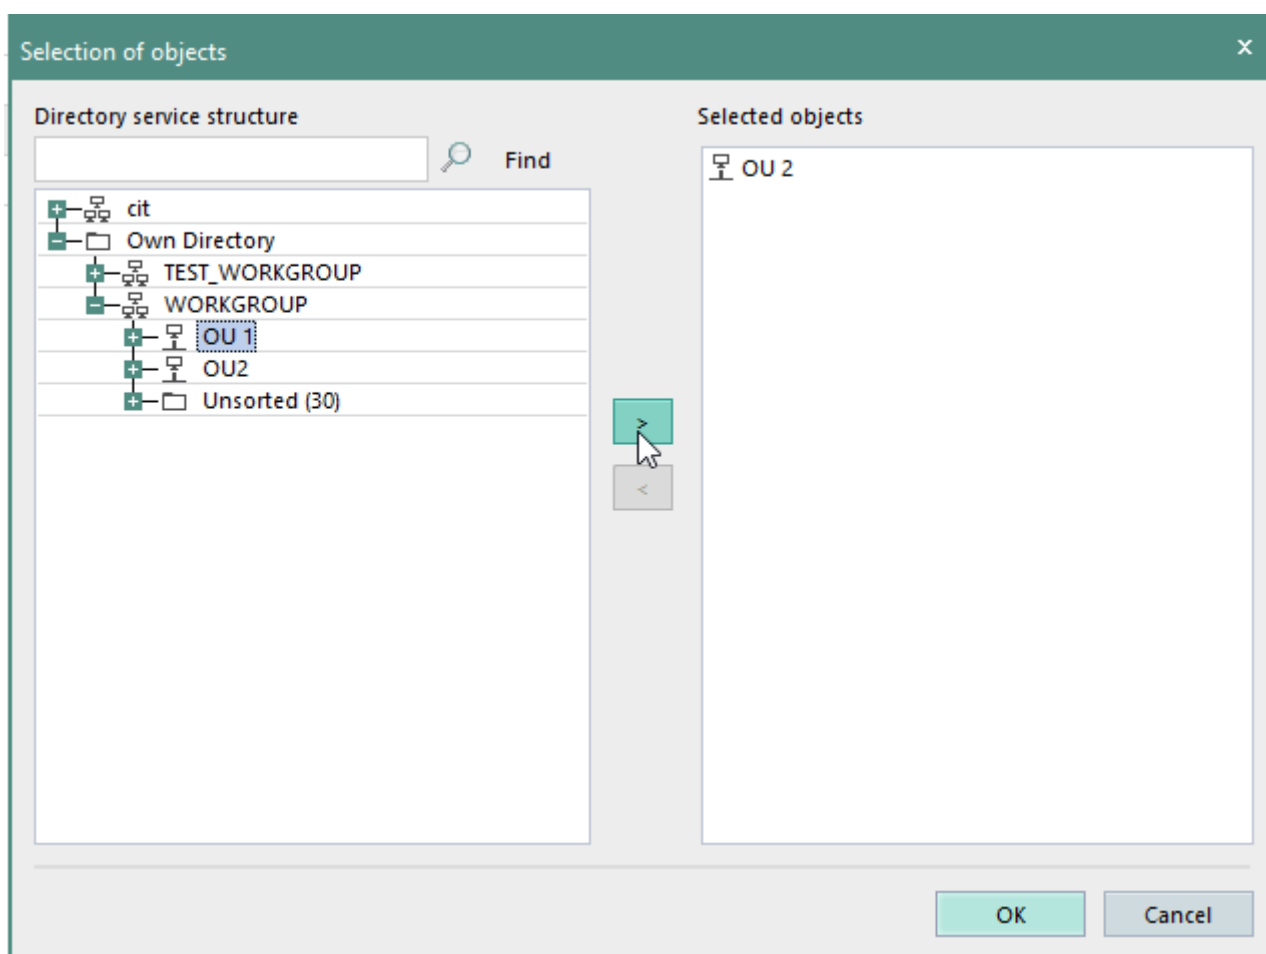 Selection of objects
x
Directory service structure
Find
cit
Own Directory
TEST_WORKGROUP
WORKGROUP
OU 1
OU2
Unsorted (30)
>
<
Selected objects
OU 2
OK
Cancel